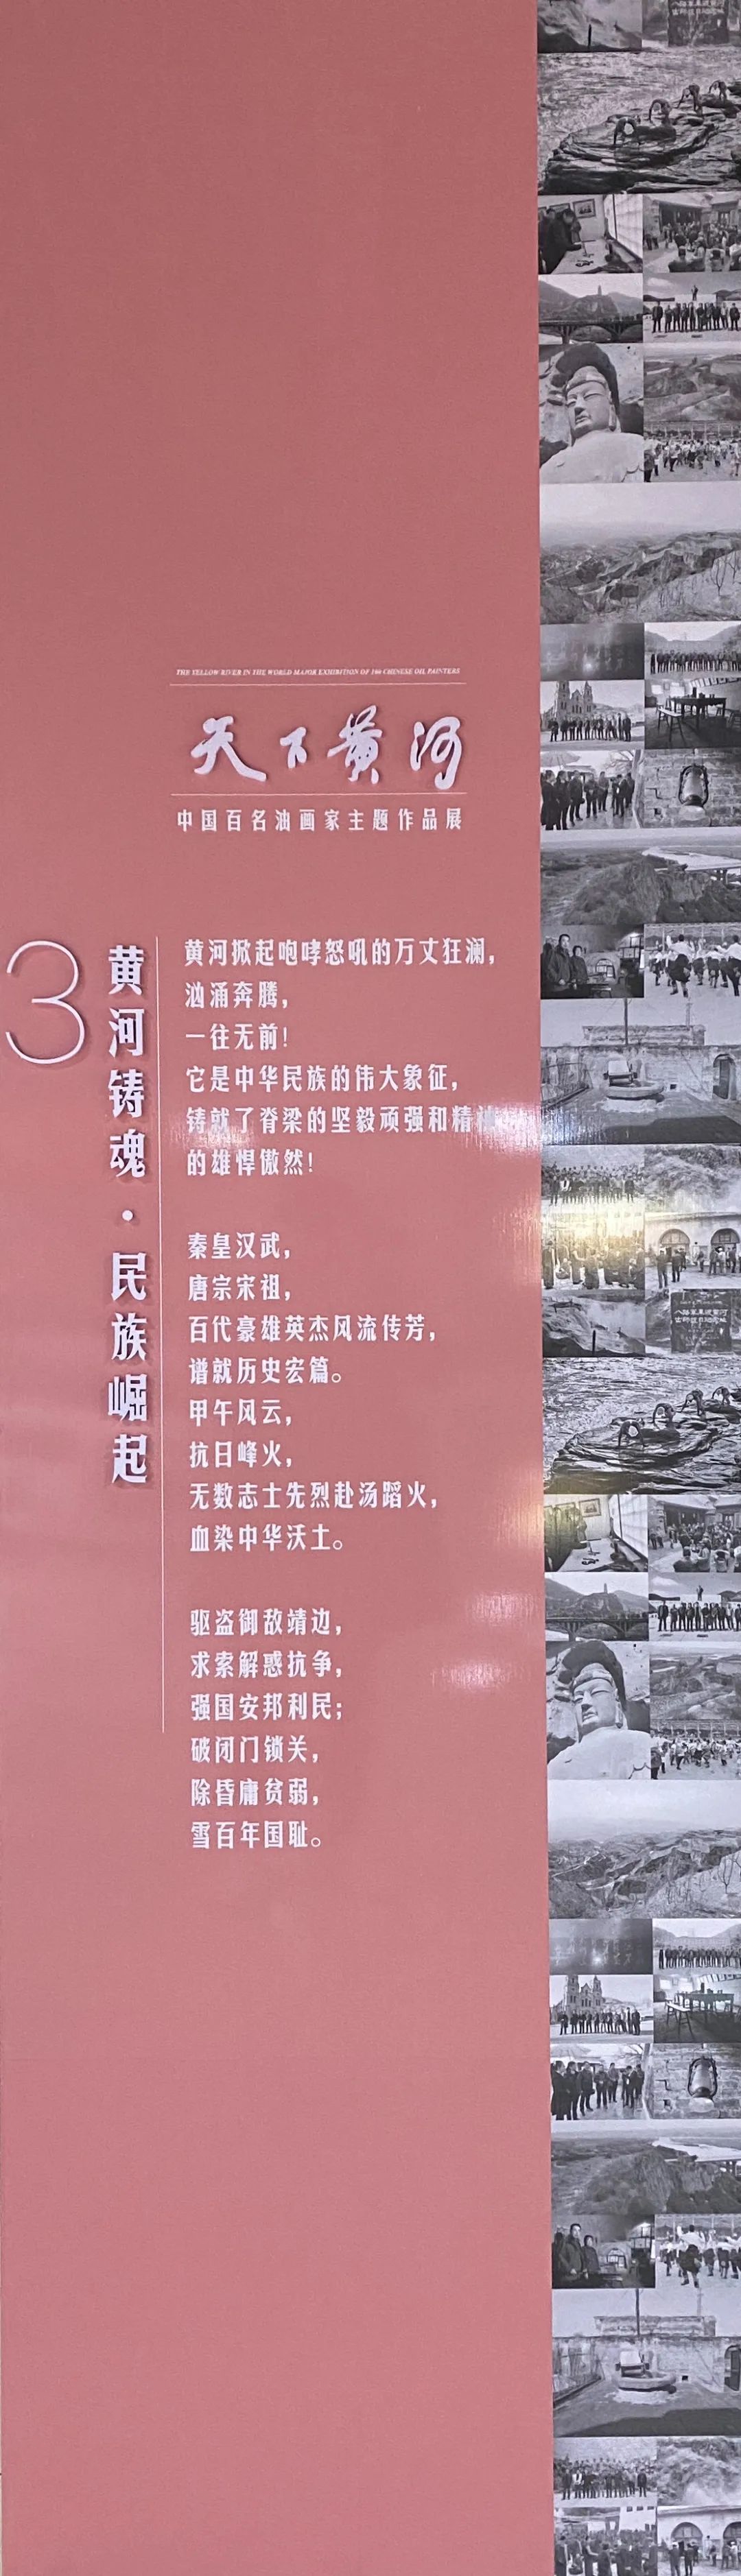 THE YELLOW RIVER IN THE WORLD MAJOR EXHIBITION OF 100 CHINESE OIL PAINTERS
天下黄河
中国百名油画家主题作品展
3
黄河铸魂·民族崛起
黄河掀起咆哮怒吼的万丈狂澜，
汹涌奔腾，
一往无前！
它是中华民族的伟大象征，
铸就了脊梁的坚毅顽强和精神
的雄悍傲然！
秦皇汉武，
唐宗宋祖，
百代豪雄英杰风流传芳，
谱就历史宏篇。
甲午风云，
抗日峰火，
无数志士先烈赴汤蹈火，
血染中华沃土。
驱盗御敌靖边，
求索解惑抗争，
强国安邦利民；
破闭门锁关，
除昏庸贫弱，
雪百年国耻。